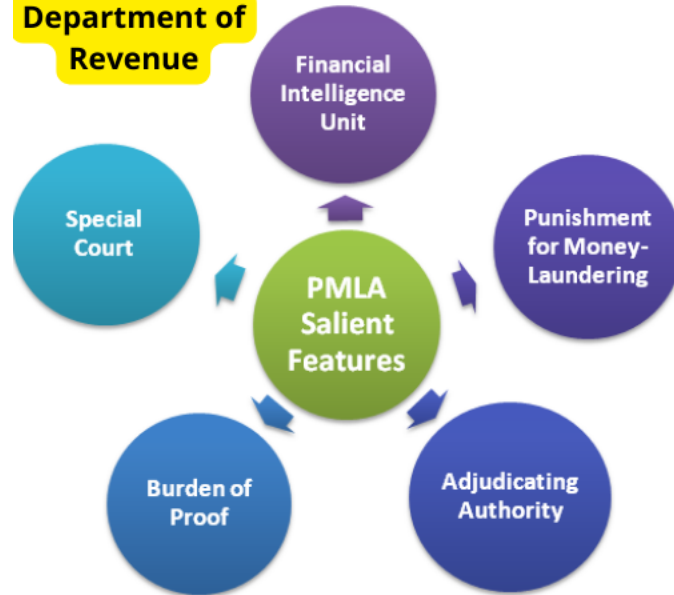 Department of
Revenue
Financial
Intelligence
Unit
Special
Court
Punishment
for Money-
Laundering
PMLA
Salient
Features
Burden of
Proof
Adjudicating
Authority